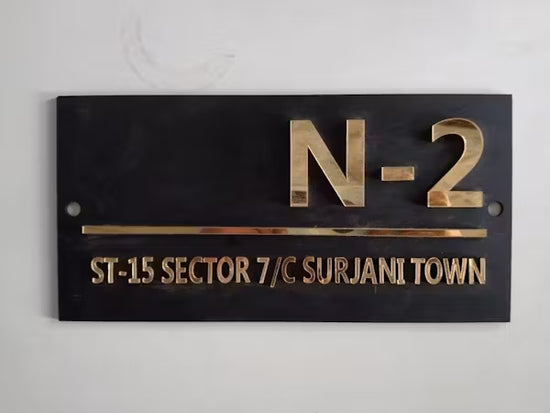 N-2
ST-15 SECTOR 7/C SURJANI TOWN